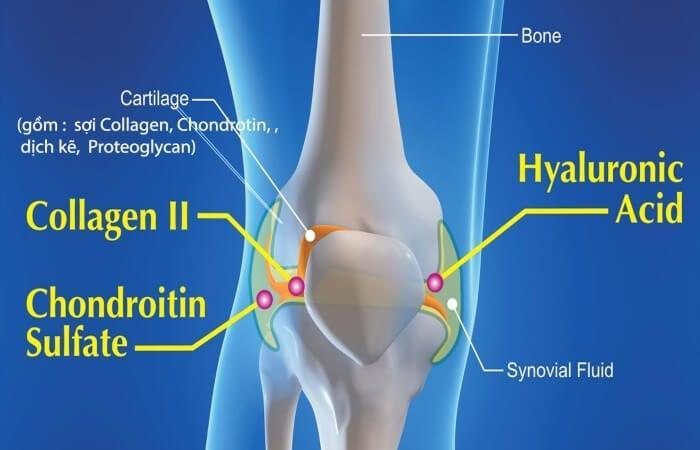 Bone
Cartilage
(gồm : sợi Collagen, Chondrotin, ,
dịch kẽ, Proteoglycan)
Hyaluronic
Acid
Collagen II
Chondroitin
Sulfate
Synovial Fluid